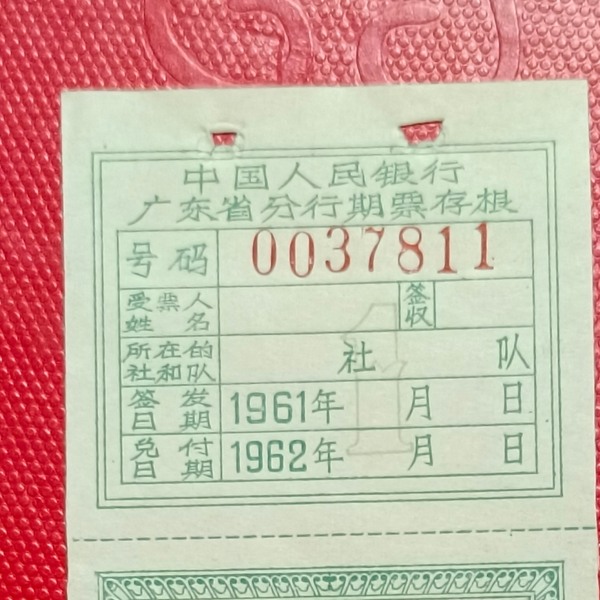 中国人民银行
广东省分行期票存根
号码 0037811
受票人姓名 签收
所在的社和队 社 队
签发日期 1961年 月 日
兑付日期 1962年 月 日
1